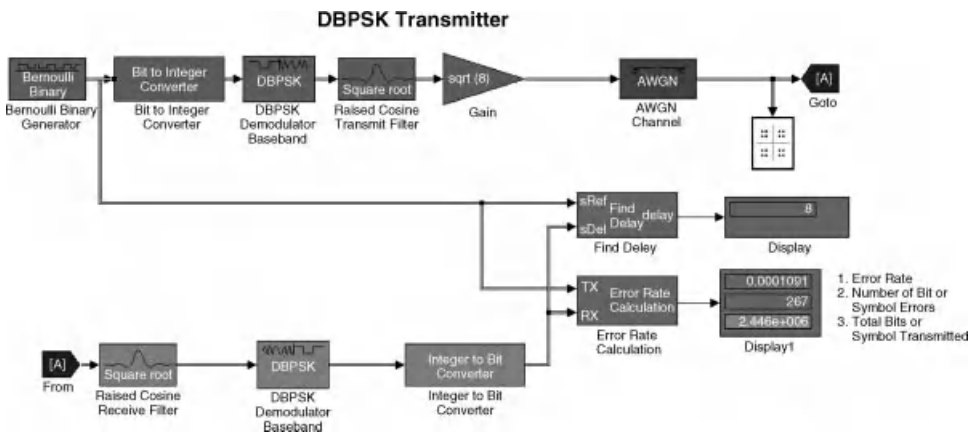 DBPSK Transmitter
Bernoulli
Binary
Bernoulli Binary
Generator
Bit to Integer
Converter
Bit to Integer
Converter
DBPSK
DBPSK
Demodulator
Baseband
Square root
Raised Cosine
Transmit Filter
sqrt (8)
Gain
AWGN
AWGN
Channel
[A]
Goto
sRef
sDel
Find
Delay
delay
Find Deley
8
Display
TX
RX
Error Rate
Calculation
Error Rate
Calculation
0,0001091
267
2.446e+006
Display1
1. Error Rate
2. Number of Bit or
Symbol Errors
3. Total Bits or
Symbol Transmitted
[A]
From
Square root
Raised Cosine
Receive Filter
DBPSK
DBPSK
Demodulator
Baseband
Integer to Bit
Converter
Integer to Bit
Converter